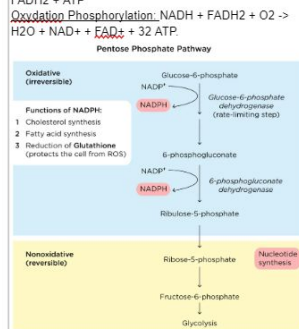 FADH2 + ATP
Oxydation Phosphorylation: NADH + FADH2 + O2 ->
H2O + NAD+ + FAD+ + 32 ATP.
Pentose Phosphate Pathway
Oxidative
(irreversible)
Glucose-6-phosphate
NADP+
NADPH
Glucose-6-phosphate
dehydrogenase
(rate-limiting step)
Functions of NADPH:
1 Cholesterol synthesis
2 Fatty acid synthesis
3 Reduction of Glutathione
(protects the cell from ROS)
6-phosphogluconate
NADP+
NADPH
6-phosphogluconate
dehydrogenase
Ribulose-5-phosphate
Nonoxidative
(reversible)
Ribose-5-phosphate
Nucleotide
synthesis
Fructose-6-phosphate
Glycolysis